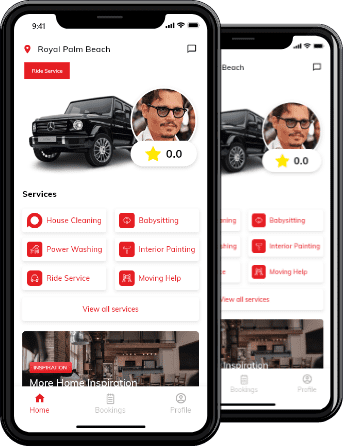 9:41
Royal Palm Beach
Ride Service
0.0
Services
House Cleaning
Babysitting
Power Washing
Interior Painting
Ride Service
Moving Help
View all services
INSPIRATION
More Home Inspiration
Home
Bookings
Profile
Beach
0.0
Babysitting
Interior Painting
Moving Help
View all services
Inspiration
Bookings
Profile